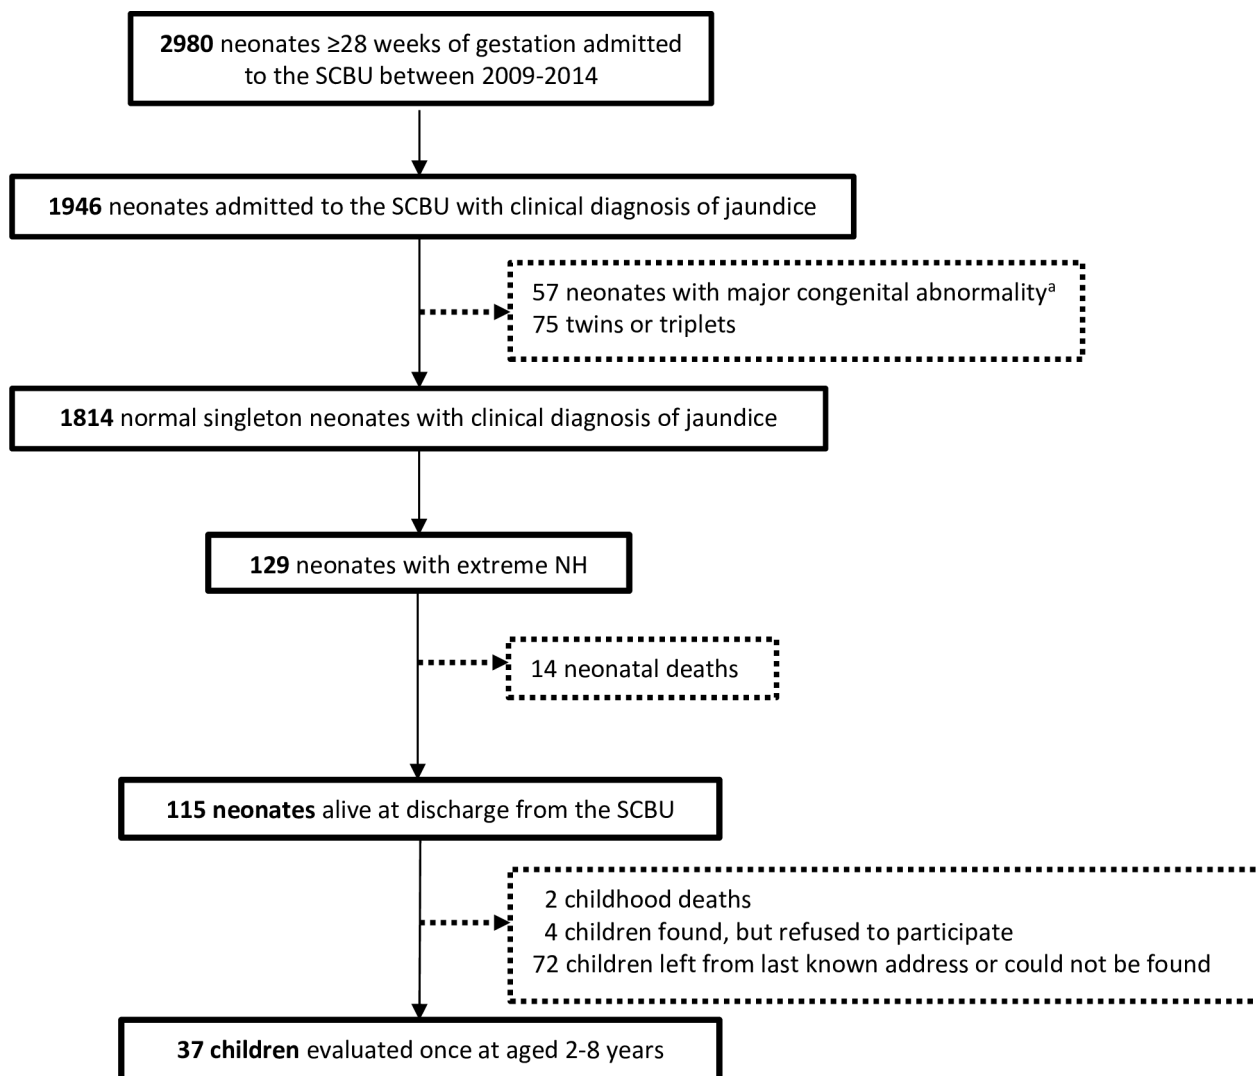 2980 neonates ≥28 weeks of gestation admitted
to the SCBU between 2009-2014
1946 neonates admitted to the SCBU with clinical diagnosis of jaundice
57 neonates with major congenital abnormalityᵃ
75 twins or triplets
1814 normal singleton neonates with clinical diagnosis of jaundice
129 neonates with extreme NH
14 neonatal deaths
115 neonates alive at discharge from the SCBU
2 childhood deaths
4 children found, but refused to participate
72 children left from last known address or could not be found
37 children evaluated once at aged 2-8 years